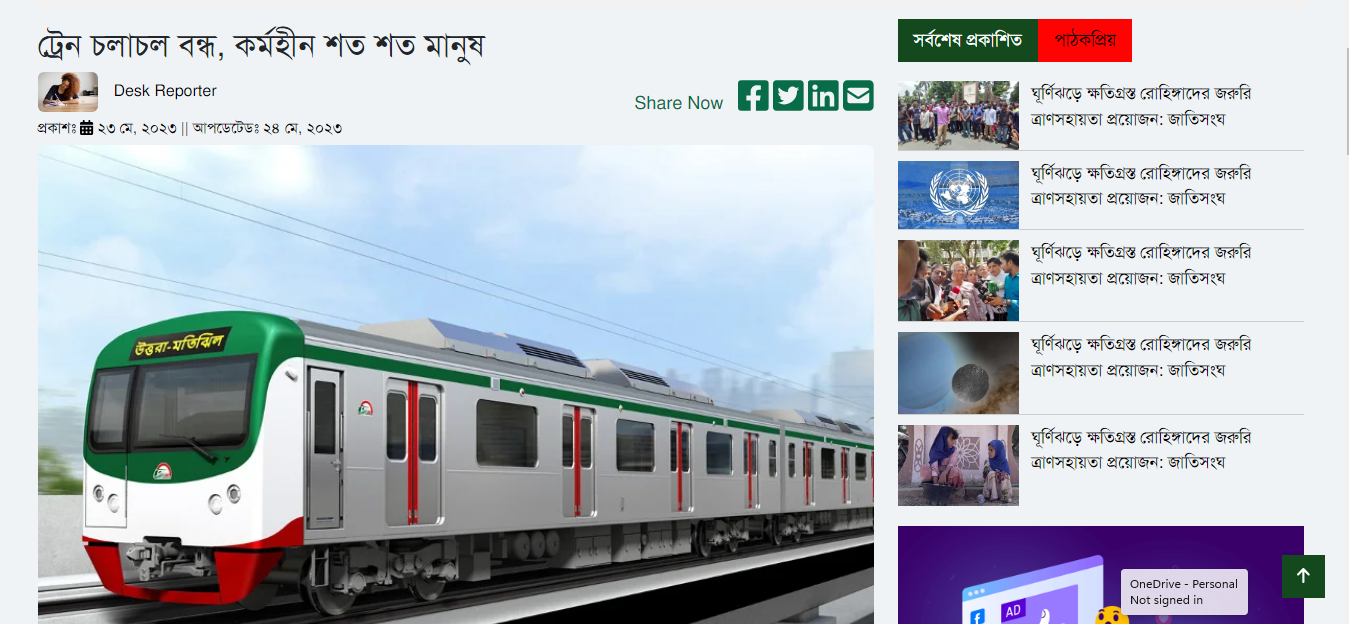 ট্রেন চলাচল বন্ধ, কর্মহীন শত শত মানুষ
Desk Reporter
Share Now
প্রকাশঃ ২৩ মে, ২০২৩ || আপডেটেডঃ ২৪ মে, ২০২৩
উত্তরা-মতিঝিল
সর্বশেষ প্রকাশিত
পাঠকপ্রিয়
ঘূর্ণিঝড়ে ক্ষতিগ্রস্ত রোহিঙ্গাদের জরুরি
ত্রাণসহায়তা প্রয়োজন: জাতিসংঘ
ঘূর্ণিঝড়ে ক্ষতিগ্রস্ত রোহিঙ্গাদের জরুরি
ত্রাণসহায়তা প্রয়োজন: জাতিসংঘ
ঘূর্ণিঝড়ে ক্ষতিগ্রস্ত রোহিঙ্গাদের জরুরি
ত্রাণসহায়তা প্রয়োজন: জাতিসংঘ
ঘূর্ণিঝড়ে ক্ষতিগ্রস্ত রোহিঙ্গাদের জরুরি
ত্রাণসহায়তা প্রয়োজন: জাতিসংঘ
ঘূর্ণিঝড়ে ক্ষতিগ্রস্ত রোহিঙ্গাদের জরুরি
ত্রাণসহায়তা প্রয়োজন: জাতিসংঘ
AD
OneDrive - Personal
Not signed in